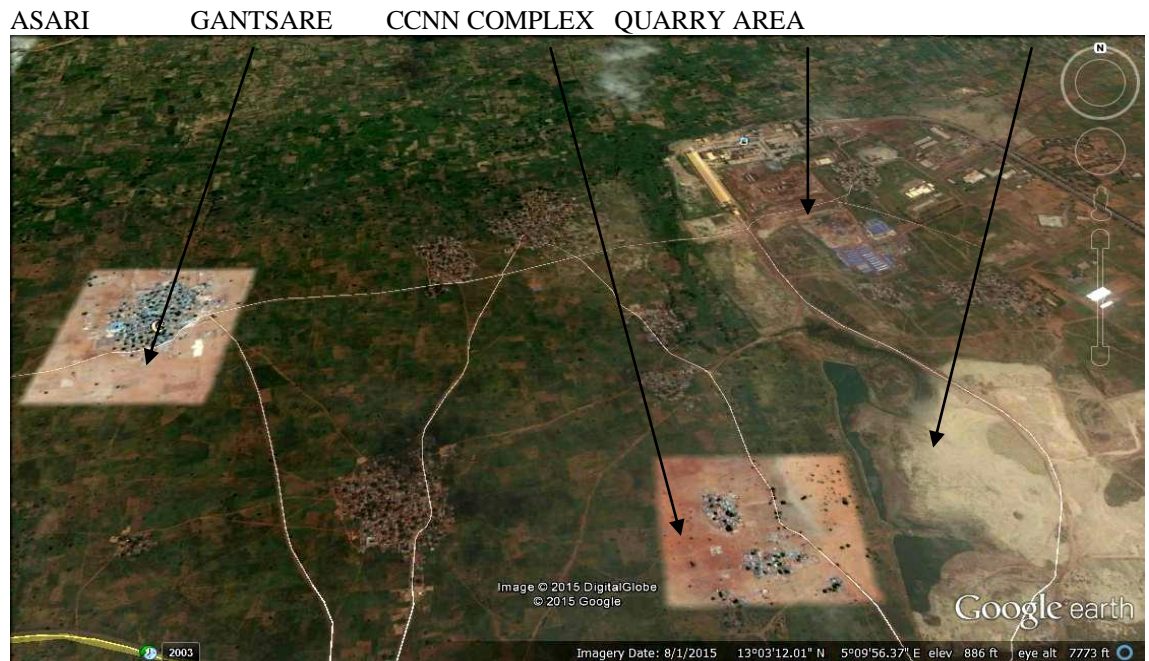 ASARI GANTSARE CCNN COMPLEX QUARRY AREA
N
Image © 2015 DigitalGlobe
© 2015 Google
Google earth
2003
Imagery Date: 8/1/2015 13°03'12.01" N 5°09'56.37" E elev 886 ft eye alt 7773 ft